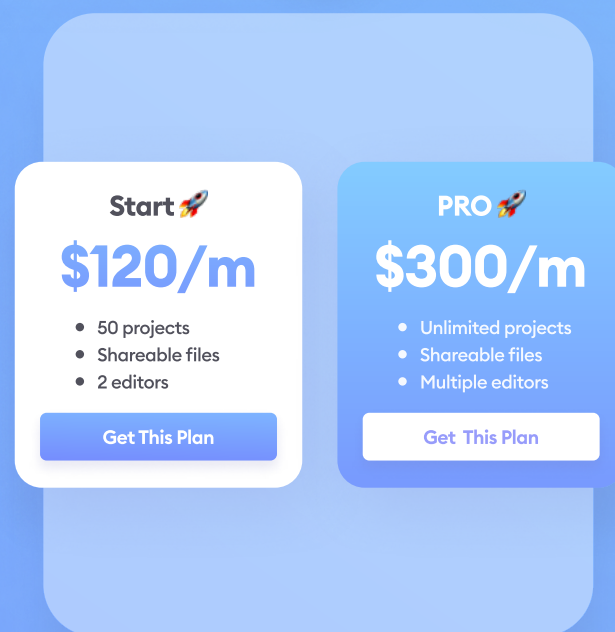 Start 🚀
$120/m
50 projects
Shareable files
2 editors
Get This Plan
PRO 🚀
$300/m
Unlimited projects
Shareable files
Multiple editors
Get This Plan